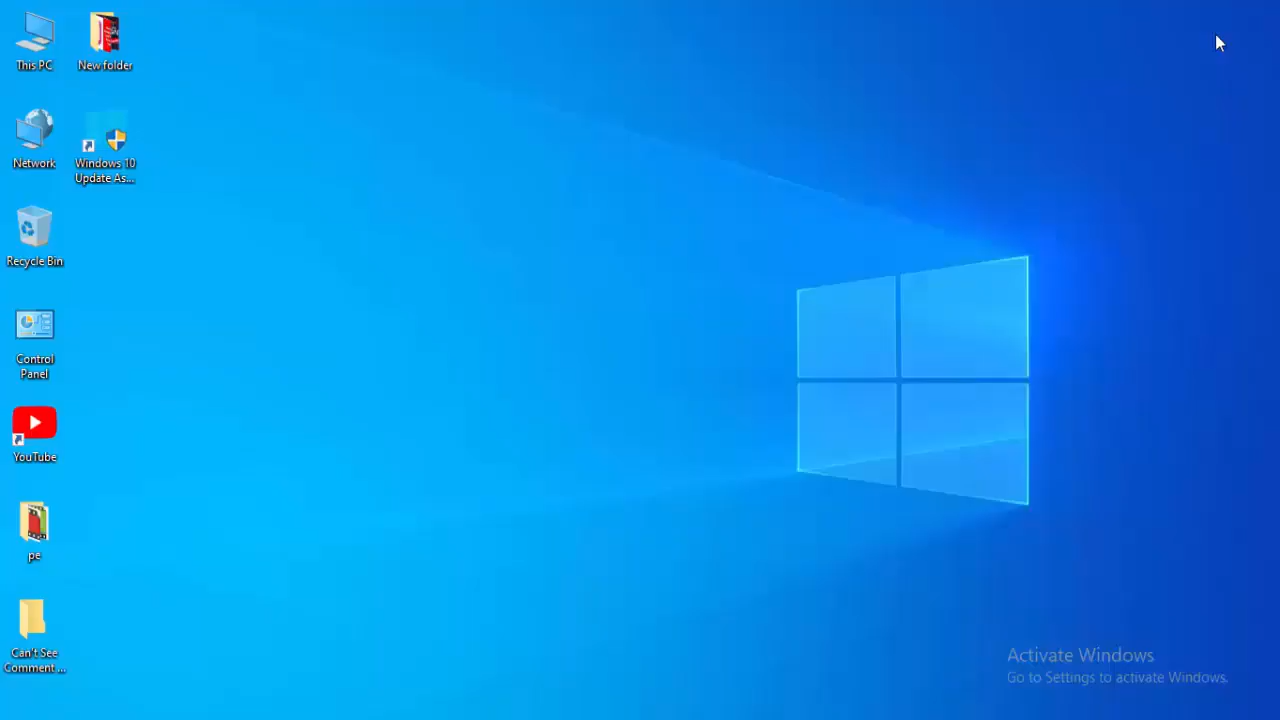 This PC
New folder
Network
Windows 10
Update As...
Recycle Bin
Control
Panel
YouTube
pe
Can't See
Comment ...
Activate Windows
Go to Settings to activate Windows.